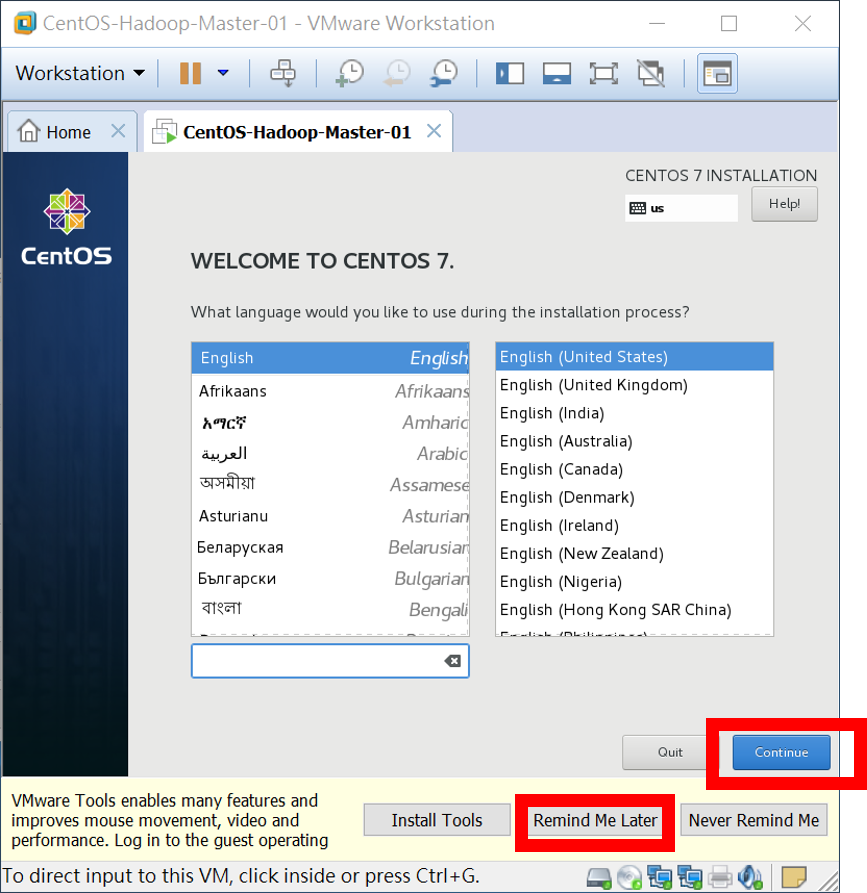 CentOS-Hadoop-Master-01 - VMware Workstation
Workstation
Home
CentOS-Hadoop-Master-01
CentOS
CENTOS 7 INSTALLATION
us
Help!
WELCOME TO CENTOS 7.
What language would you like to use during the installation process?
English English
Afrikaans Afrikaans
አማርኛ Amharic
العربية Arabic
অসমীয়া Assamese
Asturianu Asturian
Беларуская Belarusian
Български Bulgarian
বাংলা Bengali
English (United States)
English (United Kingdom)
English (India)
English (Australia)
English (Canada)
English (Denmark)
English (Ireland)
English (New Zealand)
English (Nigeria)
English (Hong Kong SAR China)
English (Philippines)
Quit
Continue
VMware Tools enables many features and
improves mouse movement, video and
performance. Log in to the guest operating
Install Tools
Remind Me Later
Never Remind Me
To direct input to this VM, click inside or press Ctrl+G.